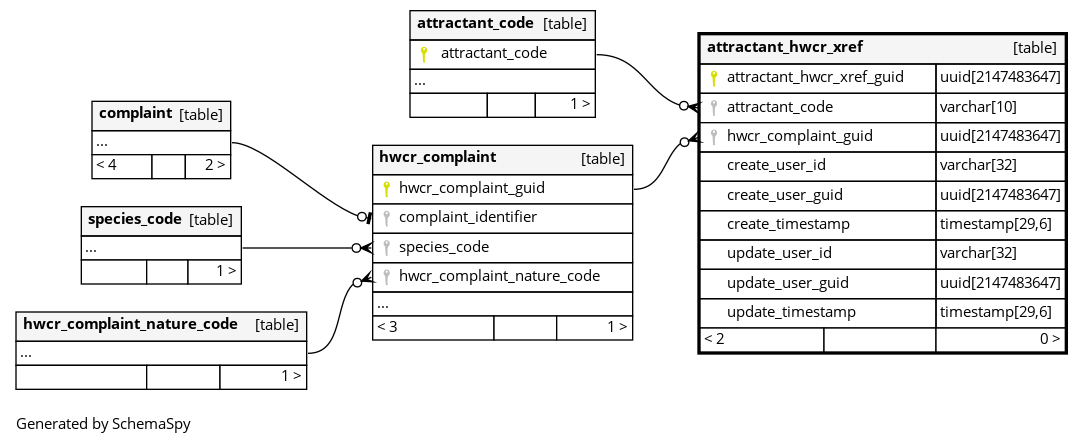 attractant_code [table]
attractant_code
...
1 >
attractant_hwcr_xref [table]
attractant_hwcr_xref_guid uuid[2147483647]
attractant_code varchar[10]
hwcr_complaint_guid uuid[2147483647]
create_user_id varchar[32]
create_user_guid uuid[2147483647]
create_timestamp timestamp[29,6]
update_user_id varchar[32]
update_user_guid uuid[2147483647]
update_timestamp timestamp[29,6]
< 2 0 >
complaint [table]
...
< 4 2 >
hwcr_complaint [table]
hwcr_complaint_guid
complaint_identifier
species_code
hwcr_complaint_nature_code
...
< 3 1 >
species_code [table]
...
1 >
hwcr_complaint_nature_code [table]
...
1 >
Generated by SchemaSpy